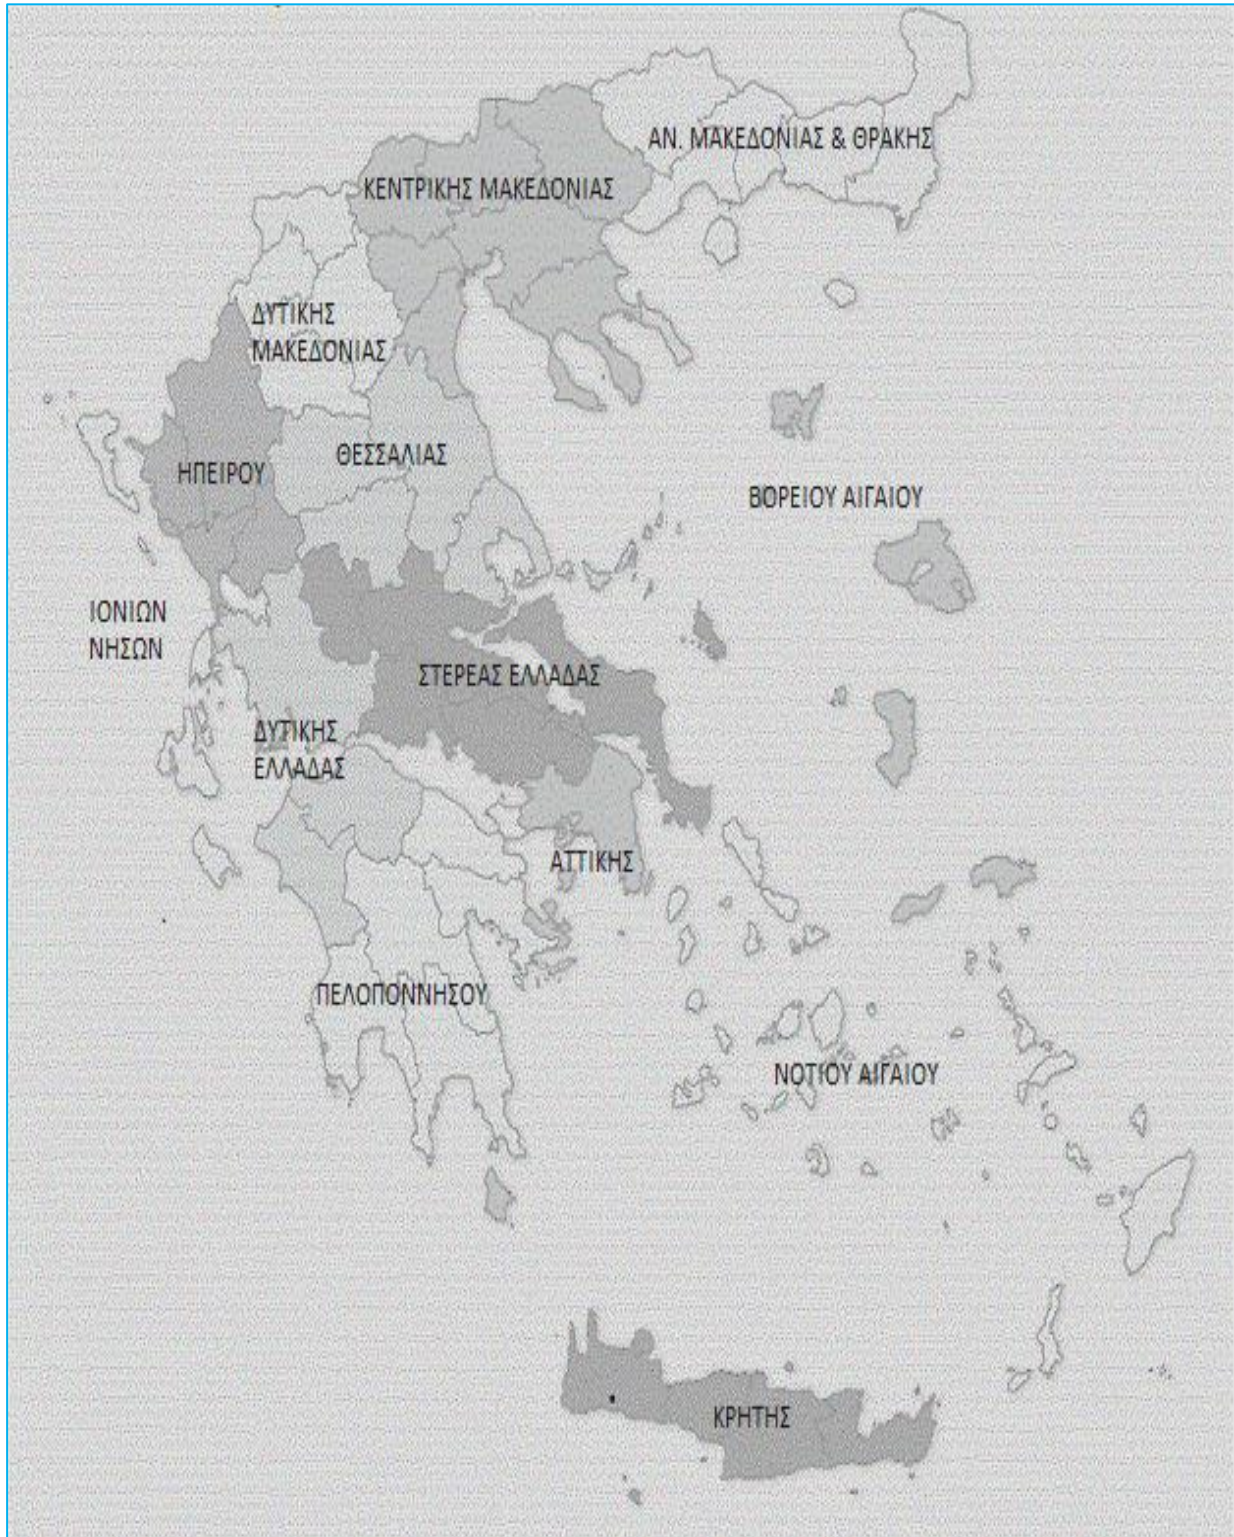 ΑΝ. ΜΑΚΕΔΟΝΙΑΣ & ΘΡΑΚΗΣ
ΚΕΝΤΡΙΚΗΣ ΜΑΚΕΔΟΝΙΑΣ
ΔΥΤΙΚΗΣ
ΜΑΚΕΔΟΝΙΑΣ
ΘΕΣΣΑΛΙΑΣ
ΗΠΕΙΡΟΥ
ΒΟΡΕΙΟΥ ΑΙΓΑΙΟΥ
ΙΟΝΙΩΝ
ΝΗΣΩΝ
ΣΤΕΡΕΑΣ ΕΛΛΑΔΑΣ
ΔΥΤΙΚΗΣ
ΕΛΛΑΔΑΣ
ΑΤΤΙΚΗΣ
ΠΕΛΟΠΟΝΝΗΣΟΥ
ΝΟΤΙΟΥ ΑΙΓΑΙΟΥ
ΚΡΗΤΗΣ